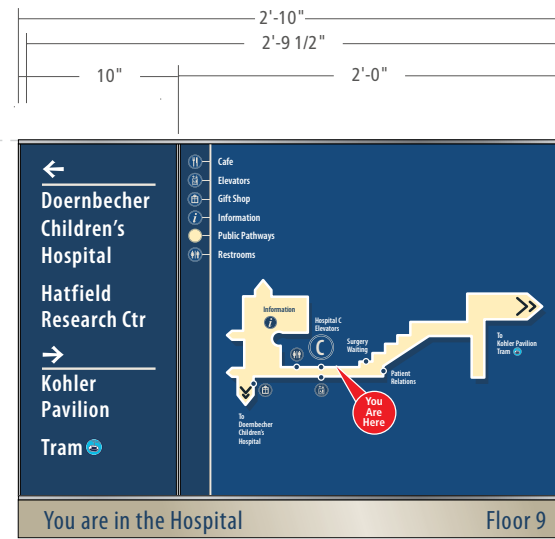 2'-10"
2'-9 1/2"
10"
2'-0"
←
Doernbecher
Children's
Hospital
Hatfield
Research Ctr
→
Kohler
Pavilion
Tram
Cafe
Elevators
Gift Shop
i
Information
Public Pathways
Restrooms
Information
i
Hospital C
Elevators
C
Surgery
Waiting
Patient
Relations
To
Kohler Pavilion
Tram
You
Are
Here
To
Doernbecher
Children's
Hospital
You are in the Hospital
Floor 9